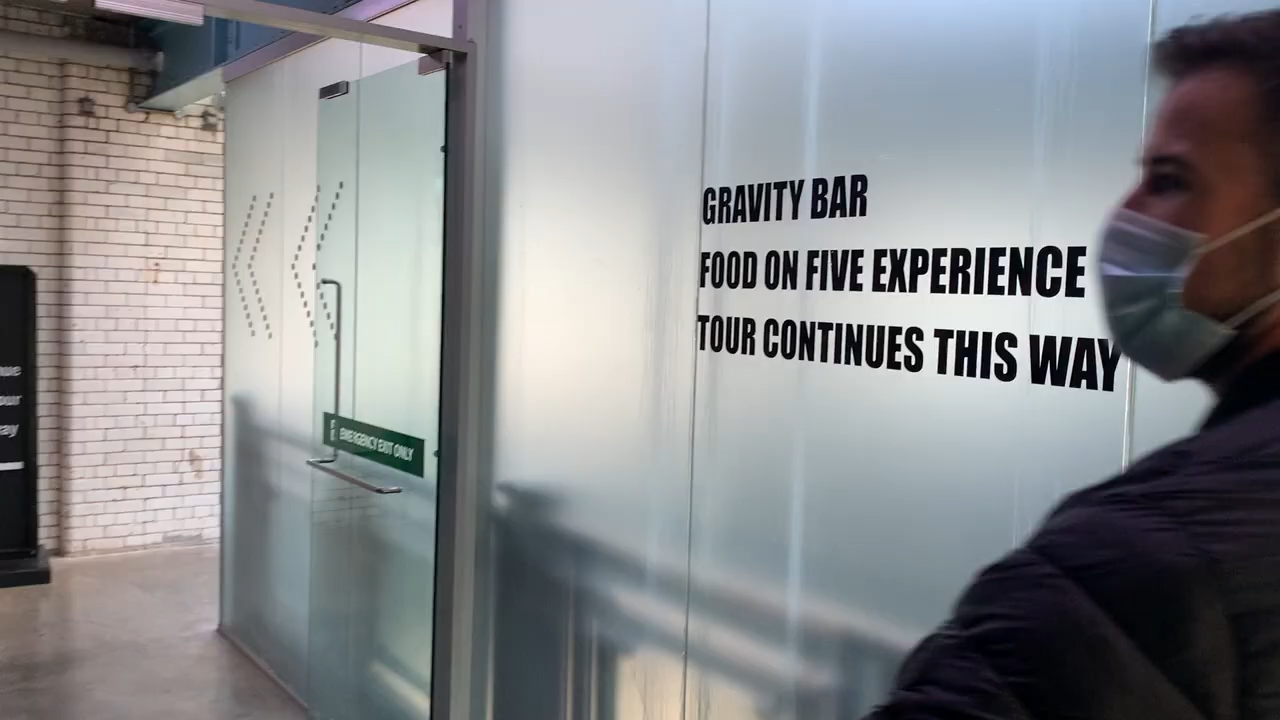 GRAVITY BAR
FOOD ON FIVE EXPERIENCE
TOUR CONTINUES THIS WAY
EMERGENCY EXIT ONLY